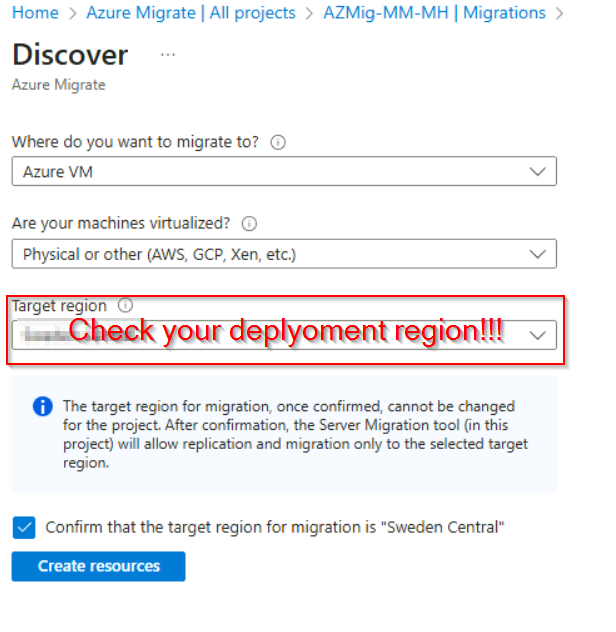 Home > Azure Migrate | All projects > AZMig-MM-MH | Migrations >
Discover ...
Azure Migrate
Where do you want to migrate to?
Azure VM
Are your machines virtualized?
Physical or other (AWS, GCP, Xen, etc.)
Target region
Check your deplyoment region!!!
The target region for migration, once confirmed, cannot be changed
for the project. After confirmation, the Server Migration tool (in this
project) will allow replication and migration only to the selected target
region.
Confirm that the target region for migration is "Sweden Central"
Create resources